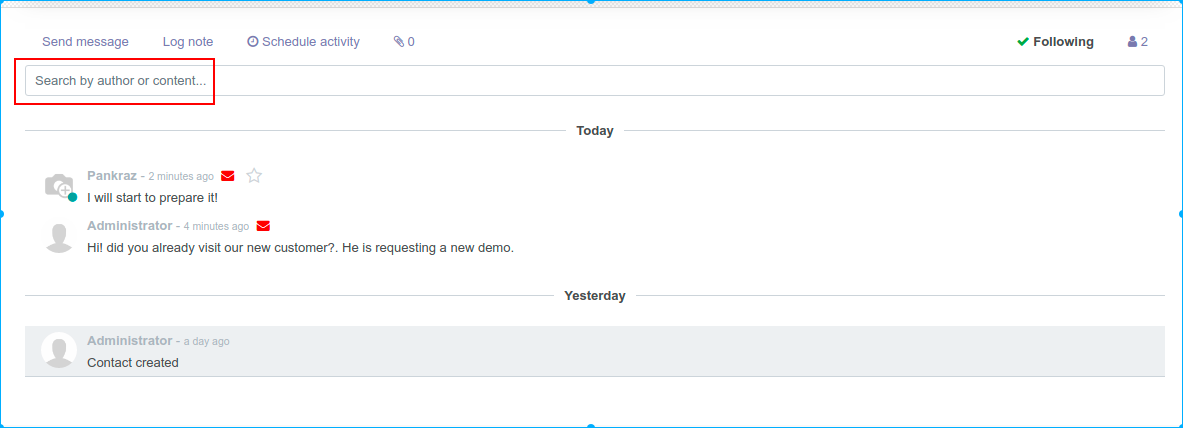 Send message Log note Schedule activity 0 Following 2
Search by author or content...
Today
Pankraz - 2 minutes ago
I will start to prepare it!
Administrator - 4 minutes ago
Hi! did you already visit our new customer?. He is requesting a new demo.
Yesterday
Administrator - a day ago
Contact created